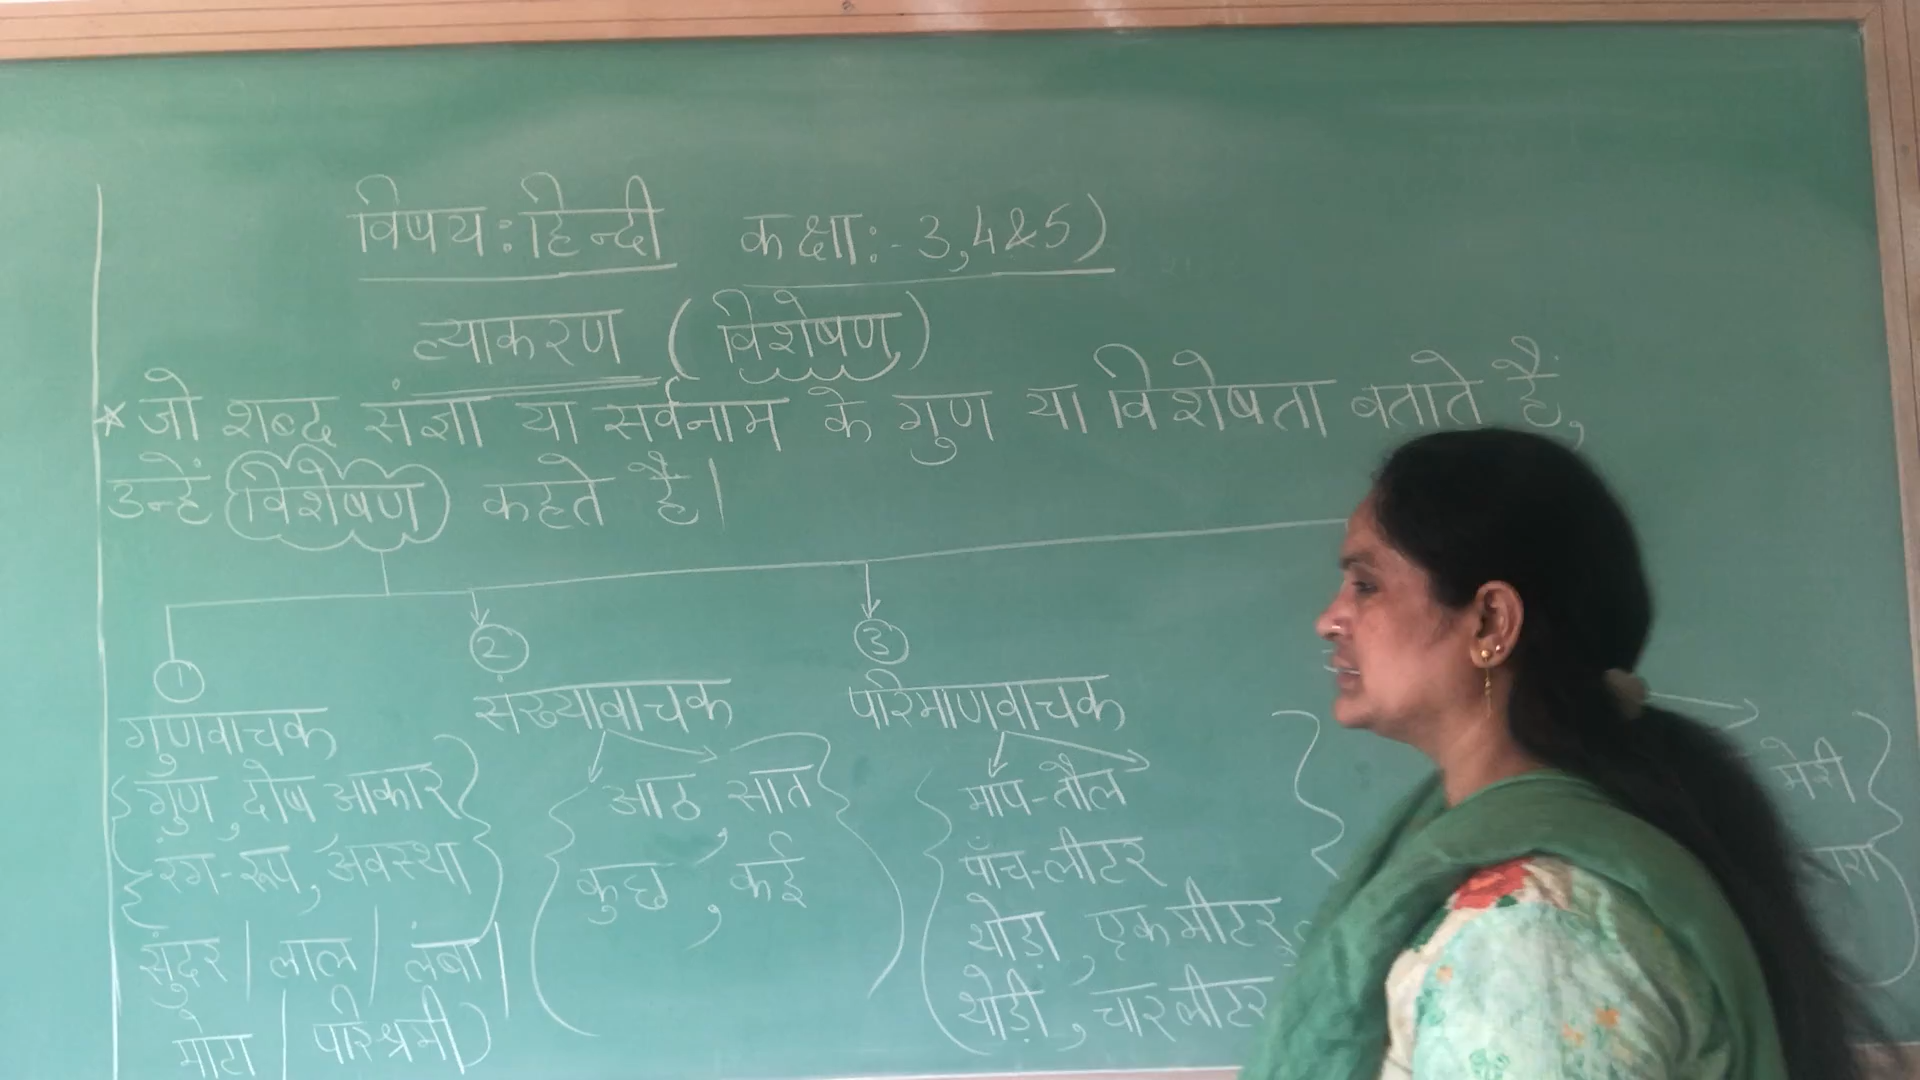 विषय:हिन्दी कक्षा:- 3,4&5)
व्याकरण (विशेषण)
* जो शब्द संज्ञा या सर्वनाम के गुण या विशेषता बताते हैं,
उन्हें विशेषण कहते है।
1 2 3
गुणवाचक संख्यावाचक परिमाणवाचक
गुण, दोष आकार आठ, सात माप-तौल मेरी
रंग-रूप, अवस्था कुछ, कई पाँच-लीटर
सुंदर / लाल / लंबा / थोड़ा, एक मीटर
मोटा / परिश्रमी) थोड़ी, चार लीटर